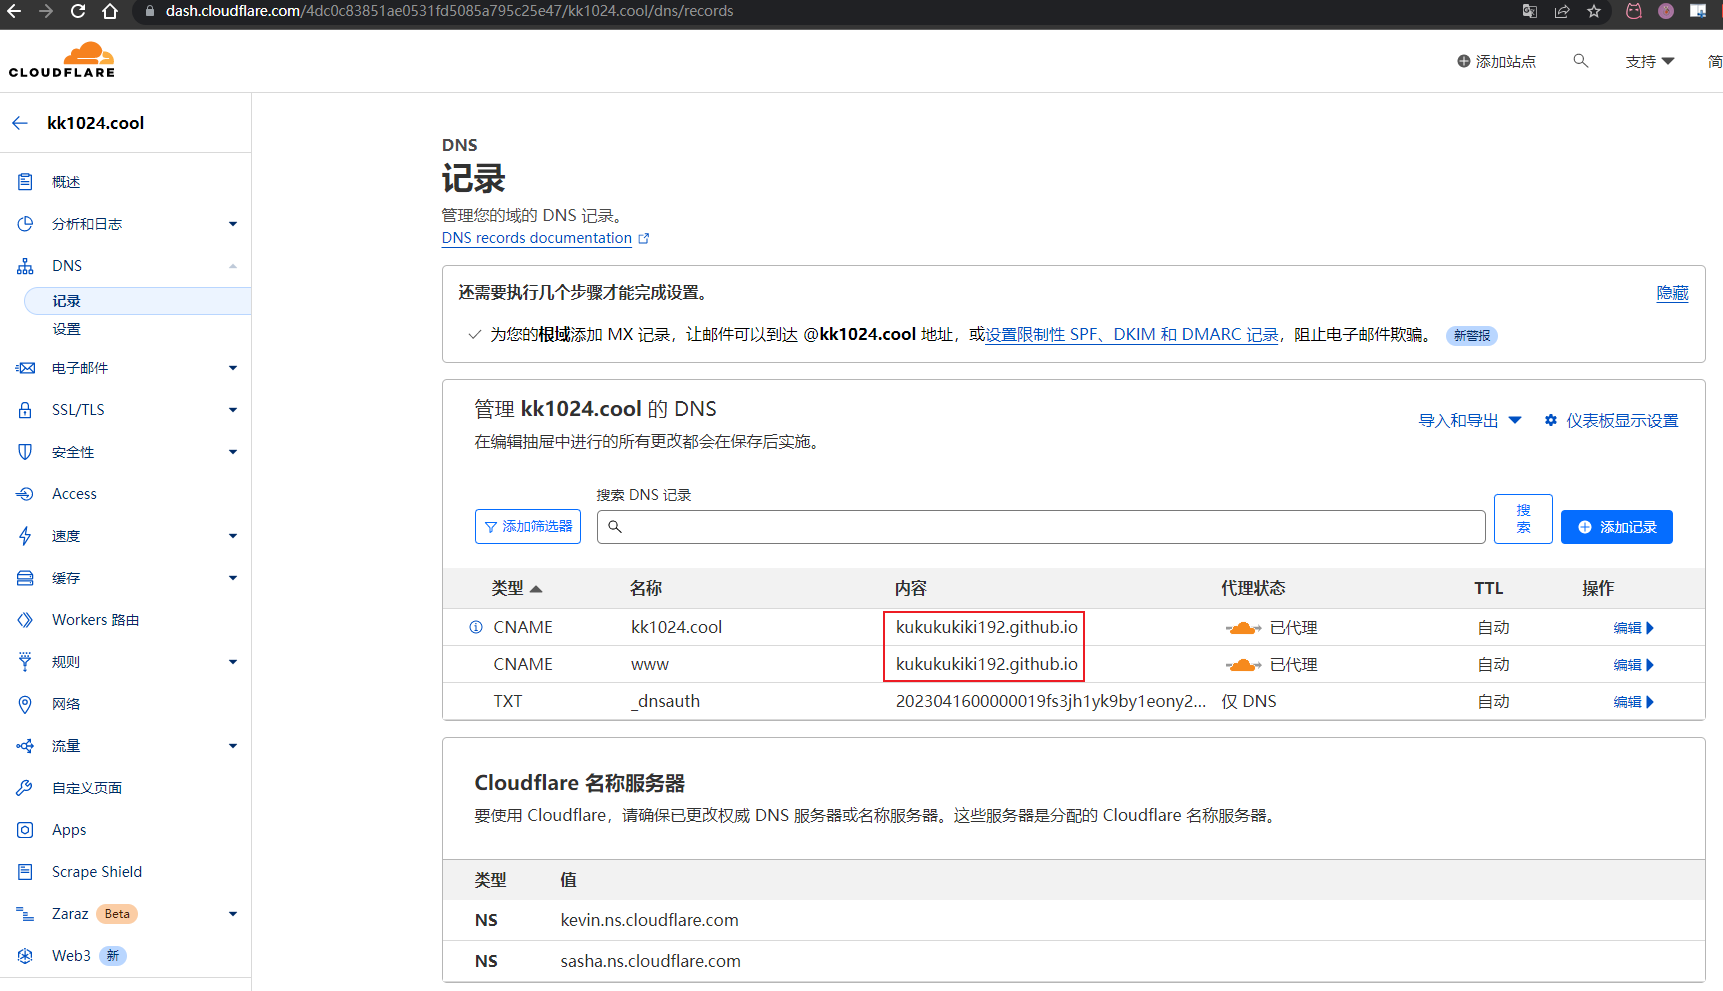 dash.cloudflare.com/4dc0c83851ae0531fd5085a795c25e47/kk1024.cool/dns/records
CLOUDFLARE
添加站点
支持
简
kk1024.cool
概述
分析和日志
DNS
记录
设置
电子邮件
SSL/TLS
安全性
Access
速度
缓存
Workers 路由
规则
网络
流量
自定义页面
Apps
Scrape Shield
Zaraz Beta
Web3 新
DNS
记录
管理您的域的 DNS 记录。
DNS records documentation
还需要执行几个步骤才能完成设置。
隐藏
为您的根域添加 MX 记录，让邮件可以到达 @kk1024.cool 地址，或设置限制性 SPF、DKIM 和 DMARC 记录，阻止电子邮件欺骗。 新警报
管理 kk1024.cool 的 DNS
在编辑抽屉中进行的所有更改都会在保存后实施。
导入和导出
仪表板显示设置
搜索 DNS 记录
添加筛选器
搜
索
添加记录
类型 名称 内容 代理状态 TTL 操作
CNAME kk1024.cool kukukukiki192.github.io 已代理 自动 编辑
CNAME www kukukukiki192.github.io 已代理 自动 编辑
TXT _dnsauth 2023041600000019fs3jh1yk9by1eony2... 仅 DNS 自动 编辑
Cloudflare 名称服务器
要使用 Cloudflare，请确保已更改权威 DNS 服务器或名称服务器。这些服务器是分配的 Cloudflare 名称服务器。
类型 值
NS kevin.ns.cloudflare.com
NS sasha.ns.cloudflare.com